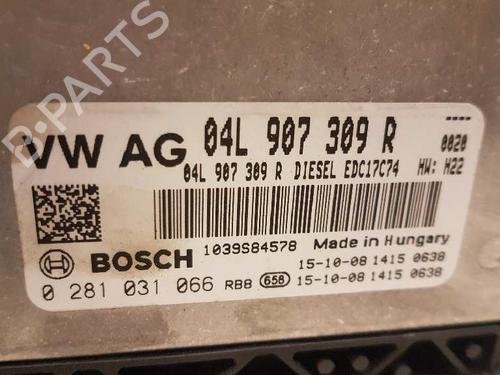 VW AG 04L 907 309 R 0020
04L 907 309 R DIESEL EDC17C74 HW: H22
BOSCH 1039S84578 Made in Hungary
15-10-08 1415 0638
0 281 031 066 RBB 658 15-10-08 1415 0638
D-PARTS